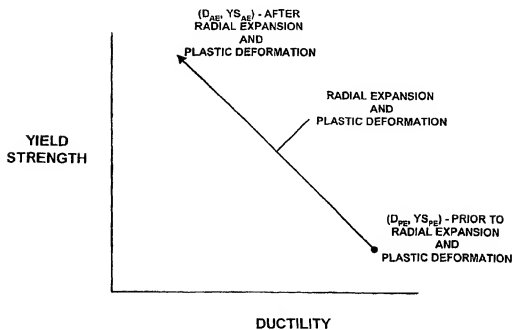 (D_AE, YS_AE) - AFTER
RADIAL EXPANSION
AND
PLASTIC DEFORMATION
RADIAL EXPANSION
AND
PLASTIC DEFORMATION
YIELD
STRENGTH
(D_PE, YS_PE) - PRIOR TO
RADIAL EXPANSION
AND
PLASTIC DEFORMATION
DUCTILITY